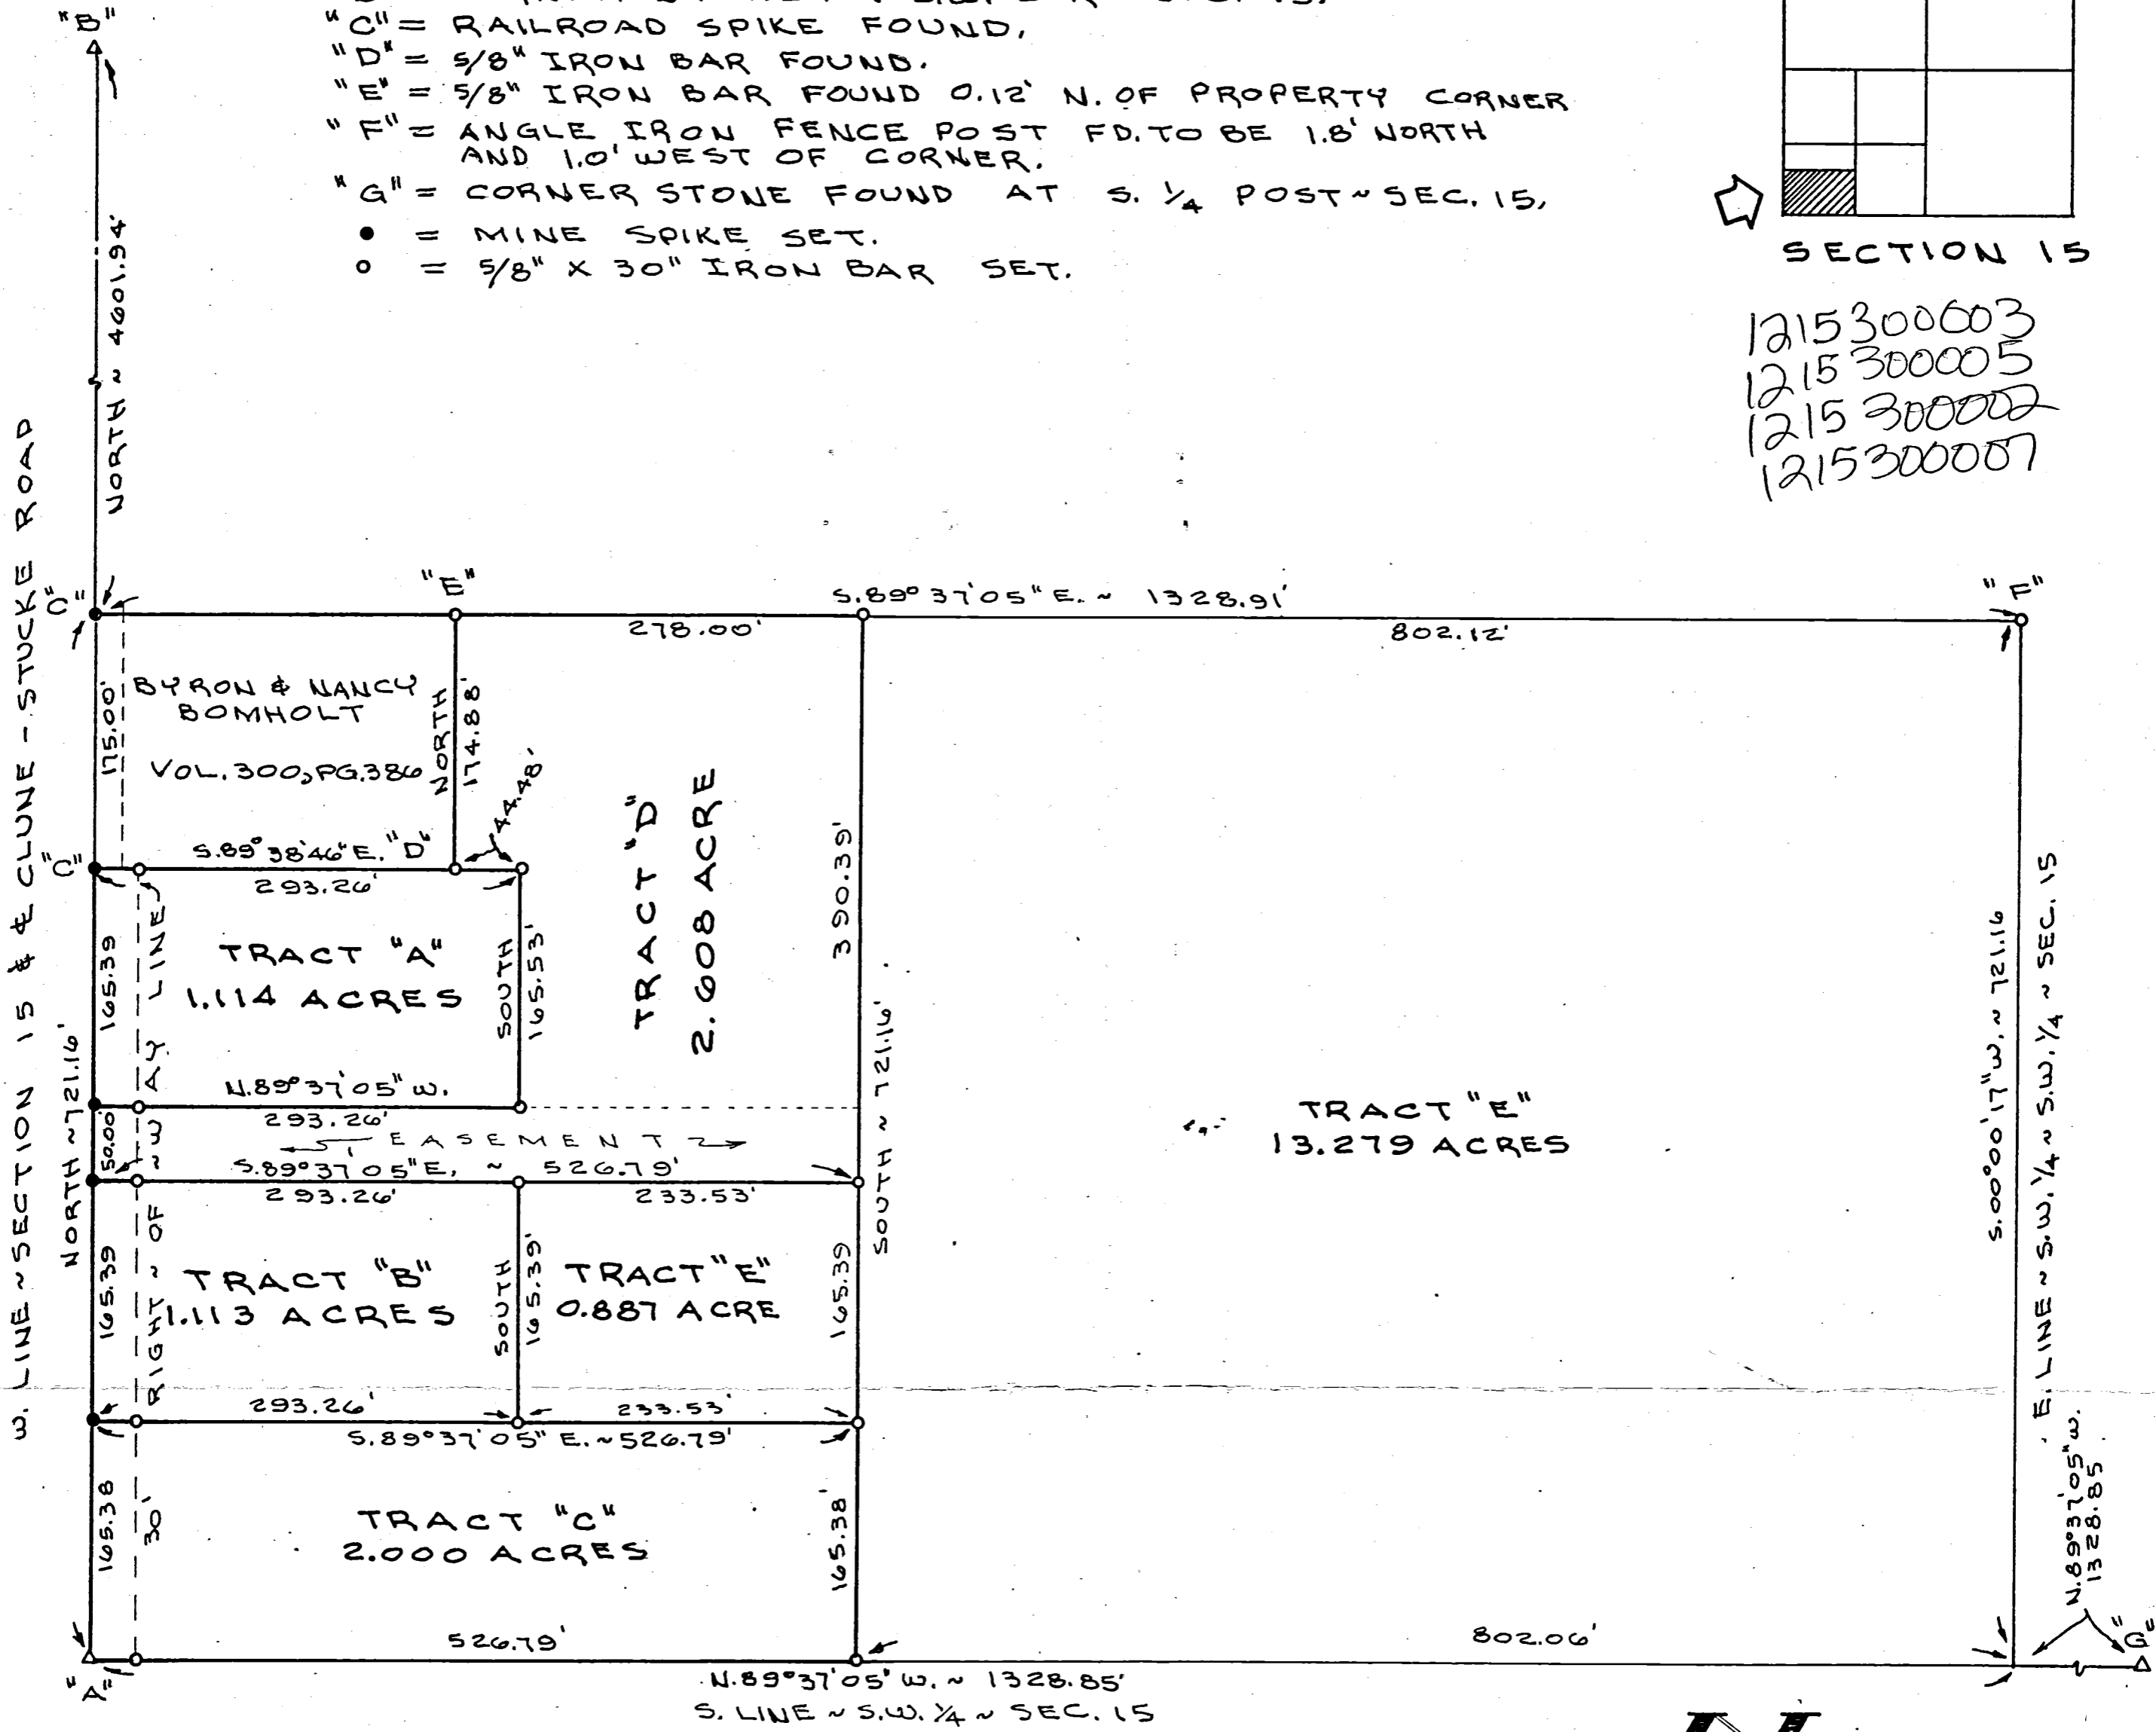 "B"
"C" = RAILROAD SPIKE FOUND.
"D" = 5/8" IRON BAR FOUND.
"E" = 5/8" IRON BAR FOUND 0.12' N. OF PROPERTY CORNER
"F" = ANGLE IRON FENCE POST FD. TO BE 1.8' NORTH
AND 1.0' WEST OF CORNER.
"G" = CORNER STONE FOUND AT S. 1/4 POST ~ SEC. 15,
● = MINE SPIKE SET.
○ = 5/8" X 30" IRON BAR SET.
SECTION 15
1215300003
1215300005
1215300002
1215300007
NORTH ~ 4601.94'
W. LINE ~ SECTION 15 & ℄ CLUNE - STUCKE ROAD
"C"
"E"
S.89°37'05"E. ~ 1328.91'
"F"
278.00'
802.12'
175.00'
BYRON & NANCY
BOMHOLT
VOL.300, PG.386
NORTH
174.88'
44.48'
"C"
S.89°38'46"E. "D"
293.26'
TRACT "D"
2.608 ACRE
390.39'
165.39
TRACT "A"
1.114 ACRES
SOUTH
165.53'
N.89°37'05"W.
293.26'
NORTH ~ 721.16'
50.00'
RIGHT ~ OF ~ WAY LINE
EASEMENT
S.89°37'05"E. ~ 526.79'
293.26'
233.53'
SOUTH ~ 721.16'
TRACT "E"
13.279 ACRES
S.00°00'17"W. ~ 721.16
E. LINE ~ S.W. 1/4 ~ S.W. 1/4 ~ SEC. 15
165.39
TRACT "B"
1.113 ACRES
SOUTH
165.39'
TRACT "E"
0.887 ACRE
165.39
293.26'
233.53'
S.89°37'05" E. ~ 526.79'
165.38
30'
TRACT "C"
2.000 ACRES
165.38'
N.89°37'05"W.
1328.85
"A"
526.79'
802.06'
"G"
N.89°37'05"W. ~ 1328.85'
S. LINE ~ S.W. 1/4 ~ SEC. 15